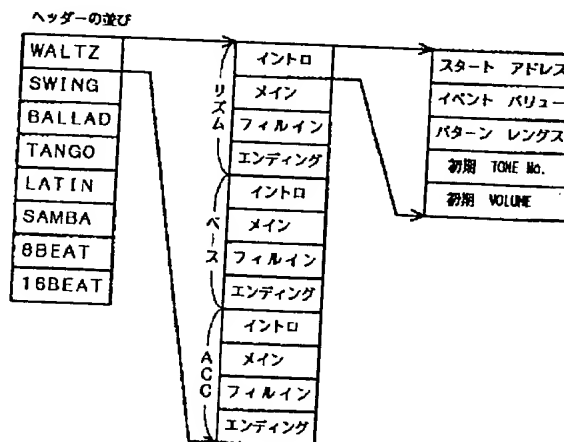 ヘッダーの並び
WALTZ
SWING
BALLAD
TANGO
LATIN
SAMBA
8BEAT
16BEAT
リズム
イントロ
メイン
フィルイン
エンディング
ベース
イントロ
メイン
フィルイン
エンディング
ACC
イントロ
メイン
フィルイン
エンディング
スタート アドレス
イベント バリュー
パターン レングス
初期 TONE No.
初期 VOLUME